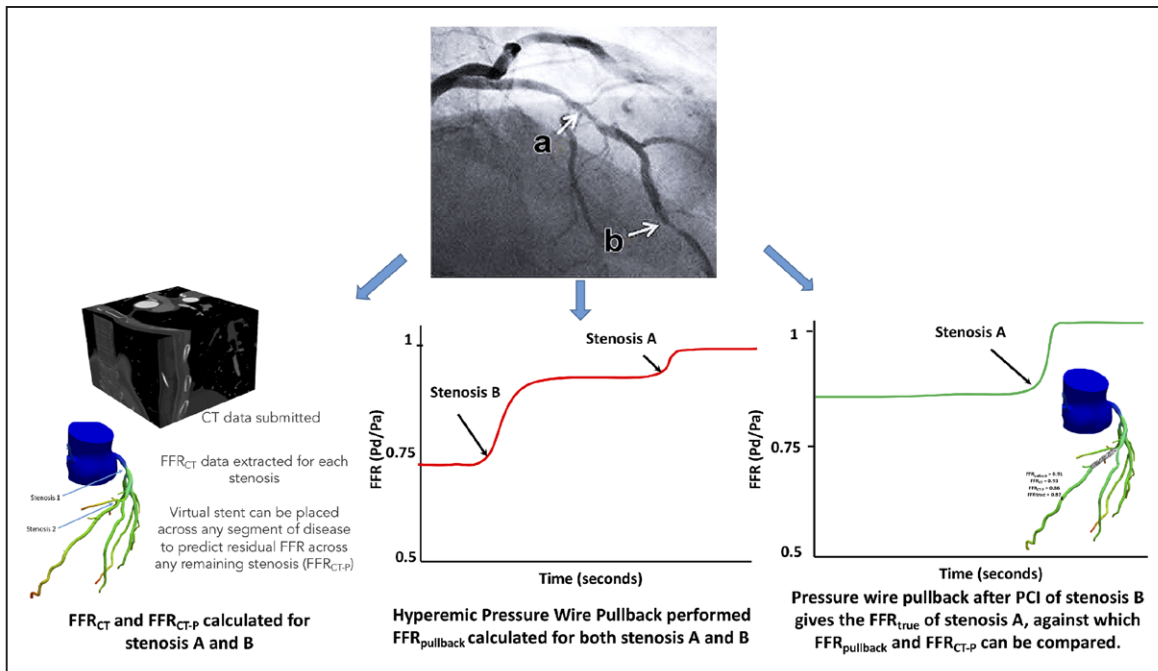 a
b
CT data submitted
FFRCT data extracted for each
stenosis
Stenosis 1
Stenosis 2
Virtual stent can be placed
across any segment of disease
to predict residual FFR across
any remaining stenosis (FFRCT-P)
FFRCT and FFRCT-P calculated for
stenosis A and B
FFR (Pd/Pa)
1
0.75
0.5
Stenosis B
Stenosis A
Time (seconds)
Hyperemic Pressure Wire Pullback performed
FFRpullback calculated for both stenosis A and B
FFR (Pd/Pa)
1
0.75
0.5
Stenosis A
Time (seconds)
Pressure wire pullback after PCI of stenosis B
gives the FFRtrue of stenosis A, against which
FFRpullback and FFRCT-P can be compared.